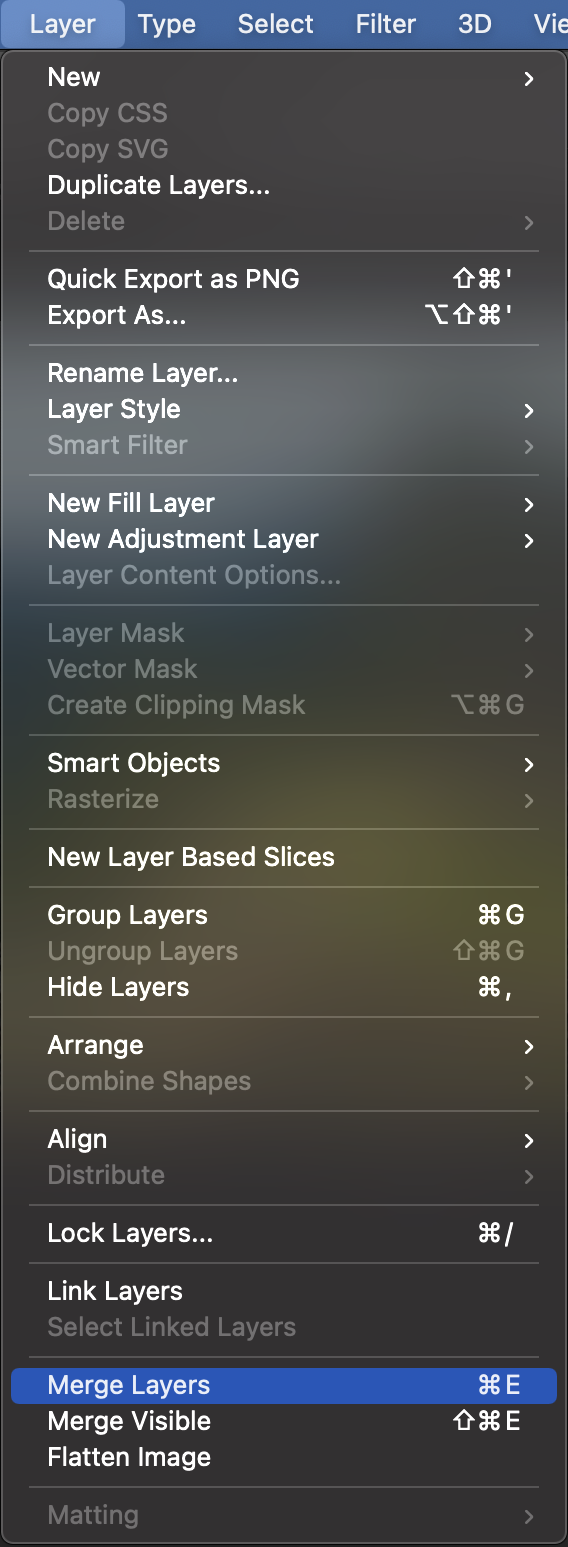 Layer Type Select Filter 3D Vie
New
Copy CSS
Copy SVG
Duplicate Layers...
Delete
Quick Export as PNG ⇧⌘'
Export As... ⌥⇧⌘'
Rename Layer...
Layer Style
Smart Filter
New Fill Layer
New Adjustment Layer
Layer Content Options...
Layer Mask
Vector Mask
Create Clipping Mask ⌥⌘G
Smart Objects
Rasterize
New Layer Based Slices
Group Layers ⌘G
Ungroup Layers ⇧⌘G
Hide Layers ⌘,
Arrange
Combine Shapes
Align
Distribute
Lock Layers... ⌘/
Link Layers
Select Linked Layers
Merge Layers ⌘E
Merge Visible ⇧⌘E
Flatten Image
Matting